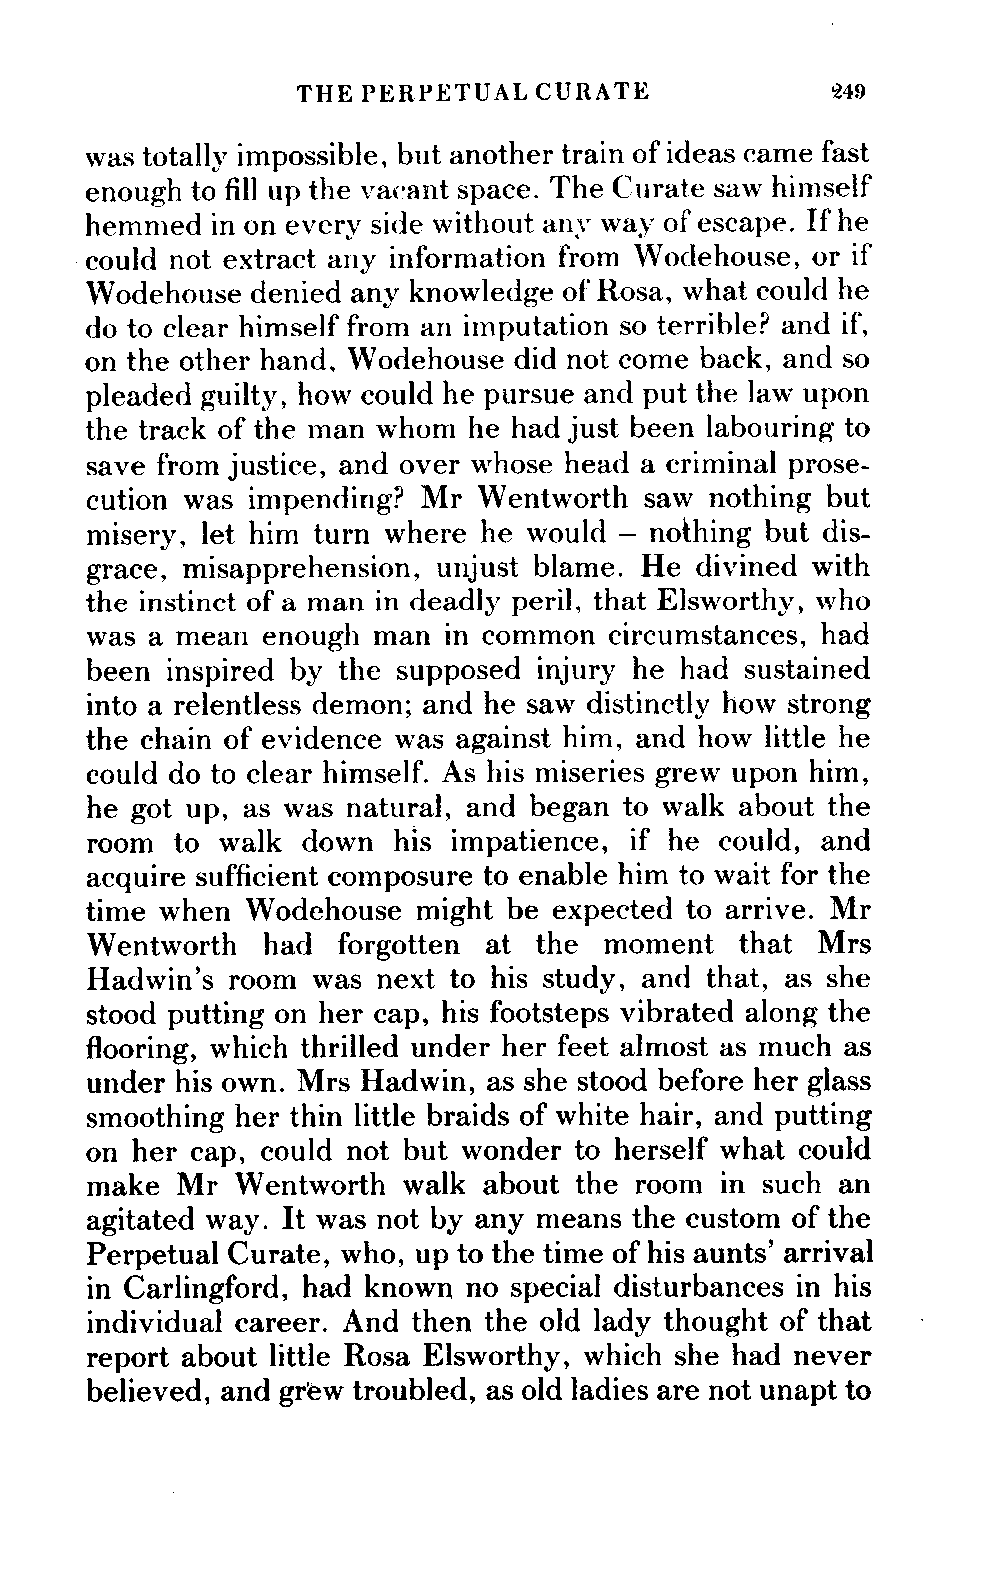 THE PERPETUAL CURATE 249
was totally impossible, but another train of ideas came fast
enough to fill up the vacant space. The Curate saw himself
hemmed in on every side without any way of escape. If he
could not extract any information from Wodehouse, or if
Wodehouse denied any knowledge of Rosa, what could he
do to clear himself from an imputation so terrible? and if,
on the other hand, Wodehouse did not come back, and so
pleaded guilty, how could he pursue and put the law upon
the track of the man whom he had just been labouring to
save from justice, and over whose head a criminal prose-
cution was impending? Mr Wentworth saw nothing but
misery, let him turn where he would – nothing but dis-
grace, misapprehension, unjust blame. He divined with
the instinct of a man in deadly peril, that Elsworthy, who
was a mean enough man in common circumstances, had
been inspired by the supposed injury he had sustained
into a relentless demon; and he saw distinctly how strong
the chain of evidence was against him, and how little he
could do to clear himself. As his miseries grew upon him,
he got up, as was natural, and began to walk about the
room to walk down his impatience, if he could, and
acquire sufficient composure to enable him to wait for the
time when Wodehouse might be expected to arrive. Mr
Wentworth had forgotten at the moment that Mrs
Hadwin's room was next to his study, and that, as she
stood putting on her cap, his footsteps vibrated along the
flooring, which thrilled under her feet almost as much as
under his own. Mrs Hadwin, as she stood before her glass
smoothing her thin little braids of white hair, and putting
on her cap, could not but wonder to herself what could
make Mr Wentworth walk about the room in such an
agitated way. It was not by any means the custom of the
Perpetual Curate, who, up to the time of his aunts' arrival
in Carlingford, had known no special disturbances in his
individual career. And then the old lady thought of that
report about little Rosa Elsworthy, which she had never
believed, and grew troubled, as old ladies are not unapt to